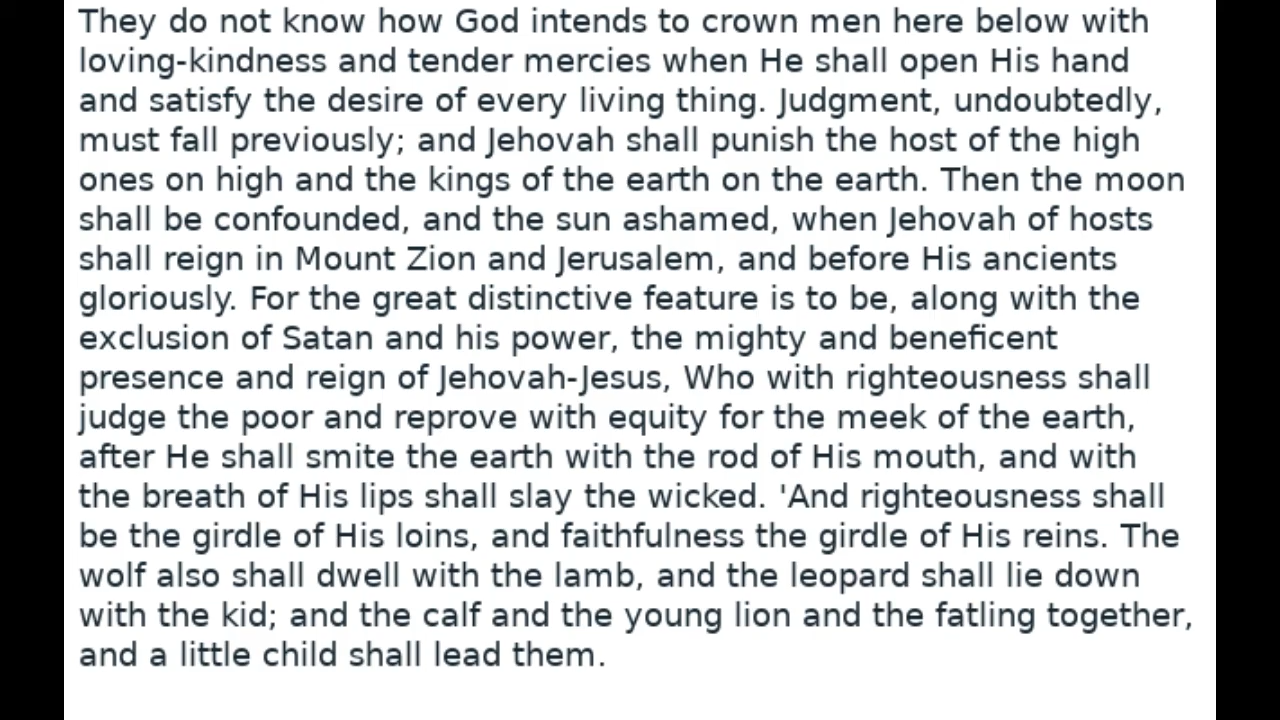 They do not know how God intends to crown men here below with
loving-kindness and tender mercies when He shall open His hand
and satisfy the desire of every living thing. Judgment, undoubtedly,
must fall previously; and Jehovah shall punish the host of the high
ones on high and the kings of the earth on the earth. Then the moon
shall be confounded, and the sun ashamed, when Jehovah of hosts
shall reign in Mount Zion and Jerusalem, and before His ancients
gloriously. For the great distinctive feature is to be, along with the
exclusion of Satan and his power, the mighty and beneficent
presence and reign of Jehovah-Jesus, Who with righteousness shall
judge the poor and reprove with equity for the meek of the earth,
after He shall smite the earth with the rod of His mouth, and with
the breath of His lips shall slay the wicked. 'And righteousness shall
be the girdle of His loins, and faithfulness the girdle of His reins. The
wolf also shall dwell with the lamb, and the leopard shall lie down
with the kid; and the calf and the young lion and the fatling together,
and a little child shall lead them.